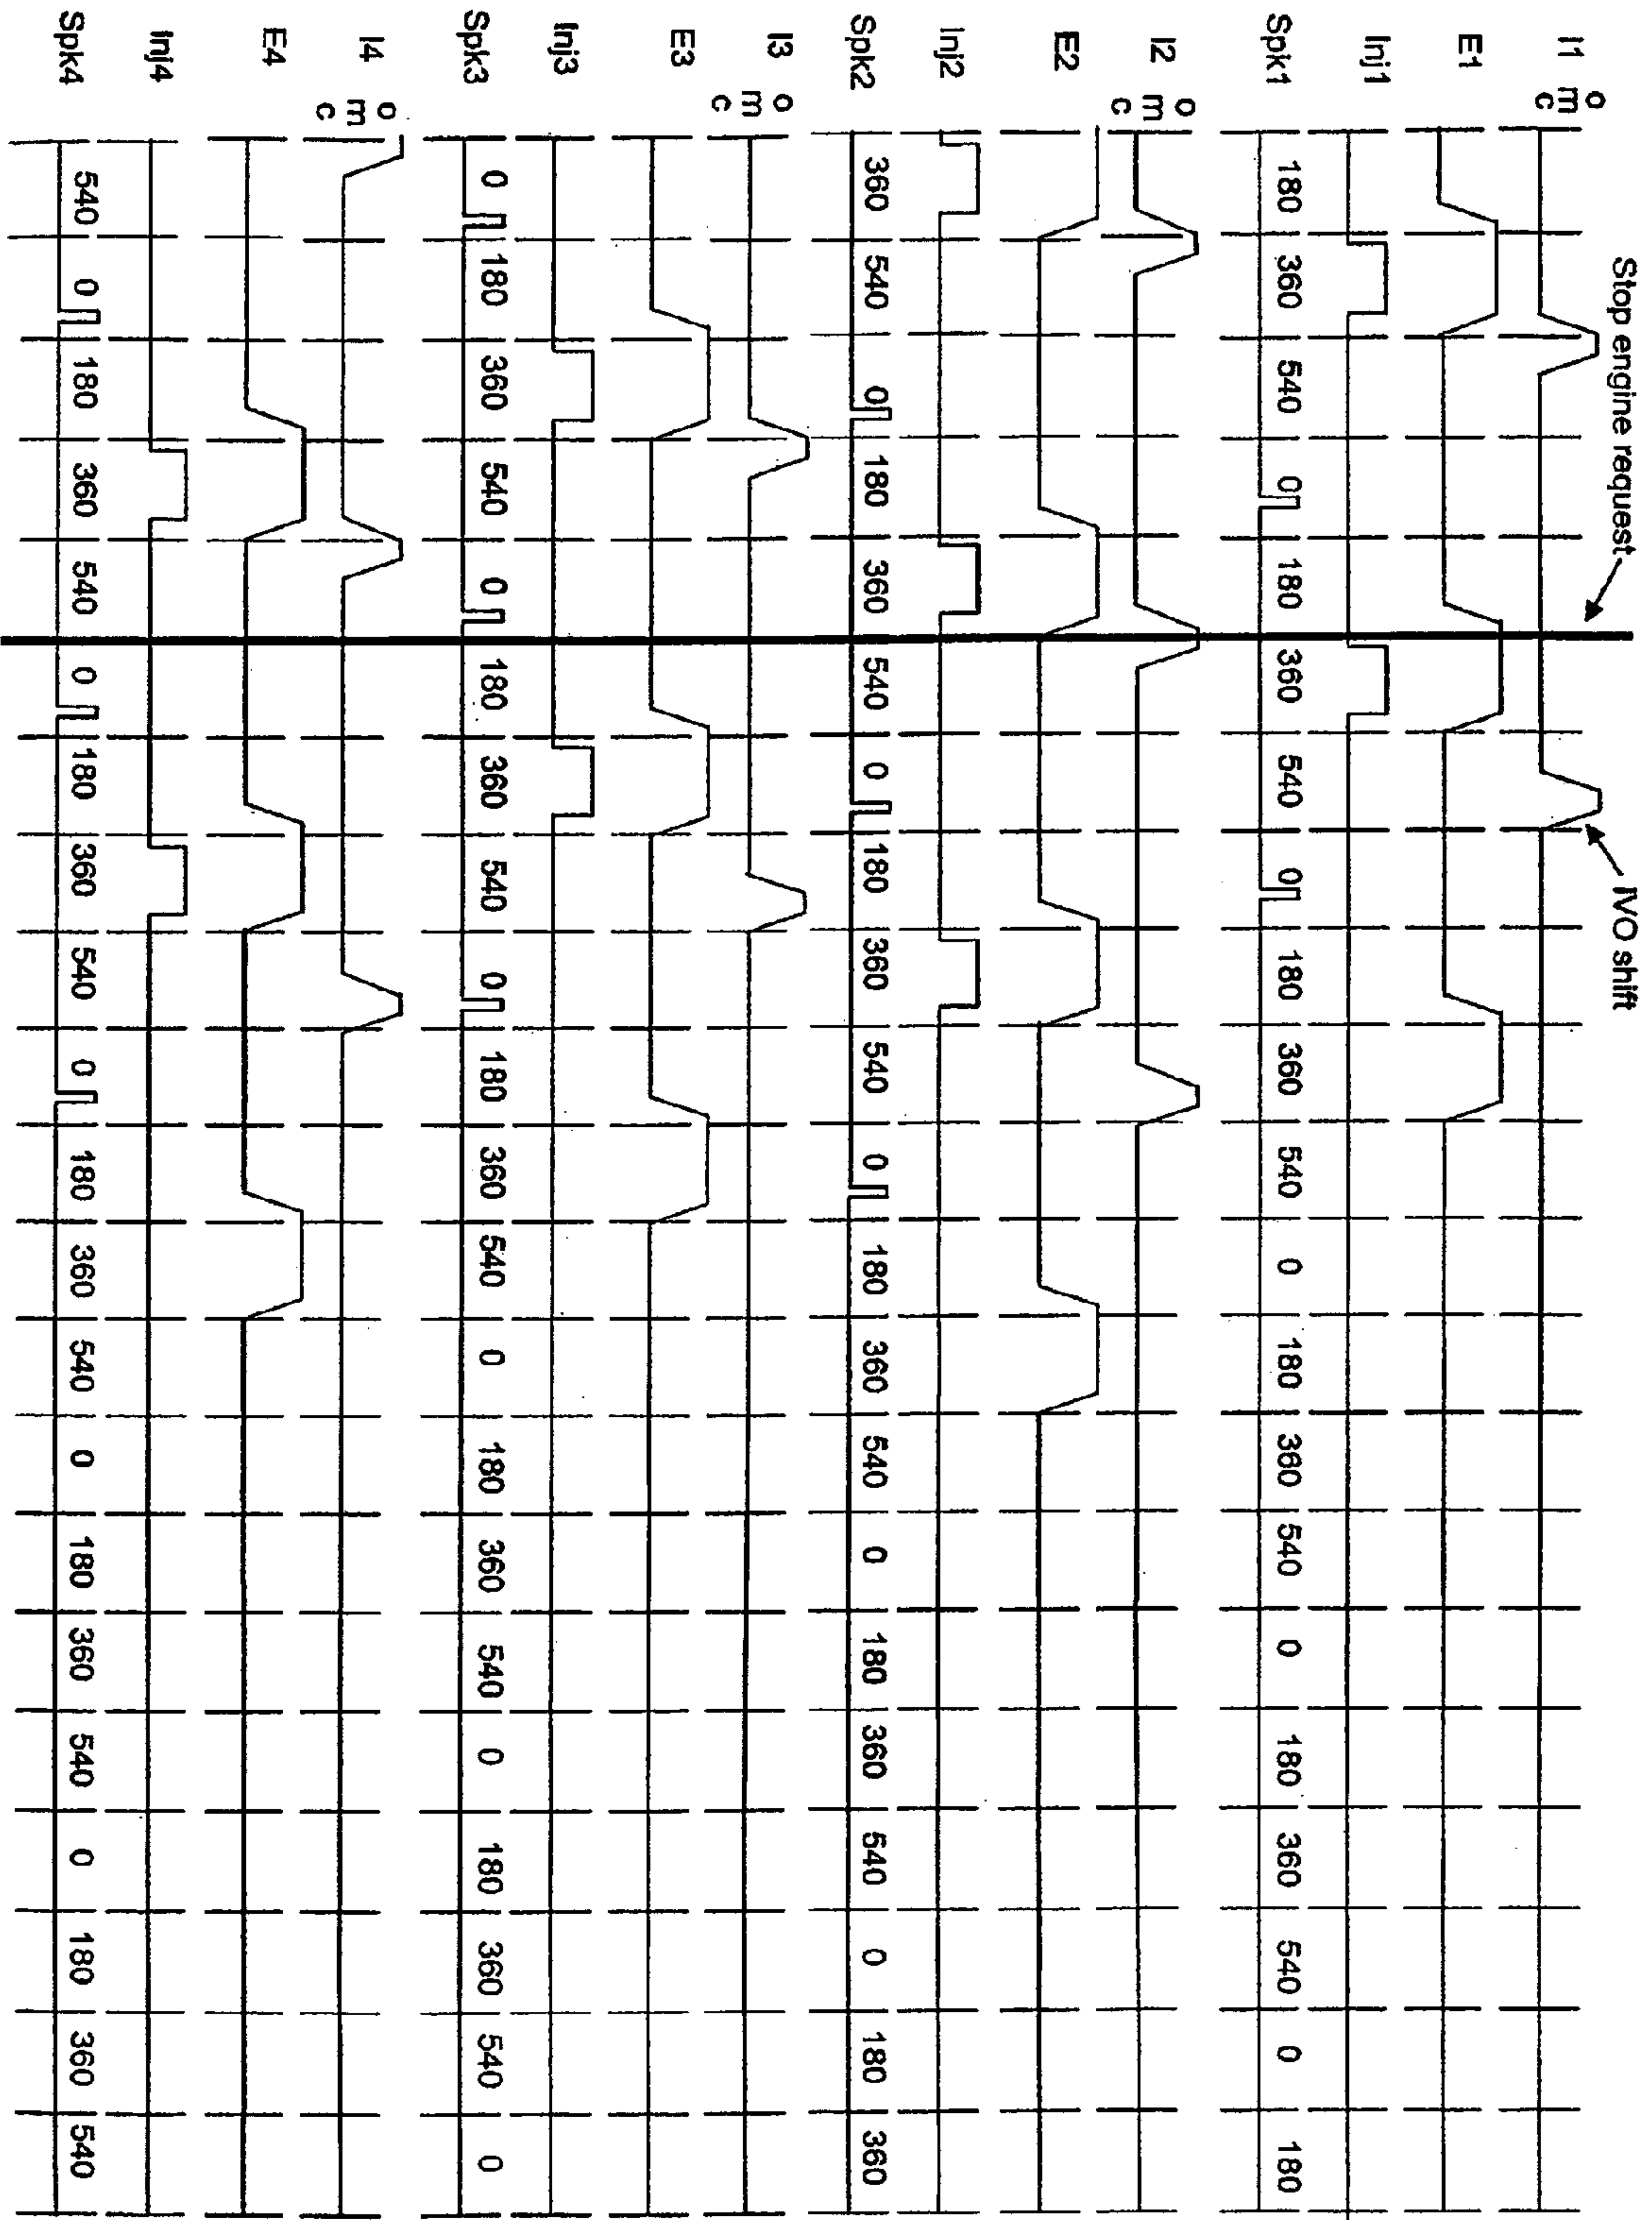 Stop engine request
IVO shift
o
I1 m
c
E1
Inj1
180 360 540 0 180 360 540 0 180 360 540 0 180 360 540 0 180 360 540 0 180
Spk1
o
I2 m
c
E2
Inj2
360 540 0 180 360 540 0 180 360 540 0 180 360 540 0 180 360 540 0 180 360
Spk2
o
I3 m
c
E3
Inj3
0 180 360 540 0 180 360 540 0 180 360 540 0 180 360 540 0 180 360 540 0
Spk3
o
I4 m
c
E4
Inj4
540 0 180 360 540 0 180 360 540 0 180 360 540 0 180 360 540 0 180 360 540
Spk4